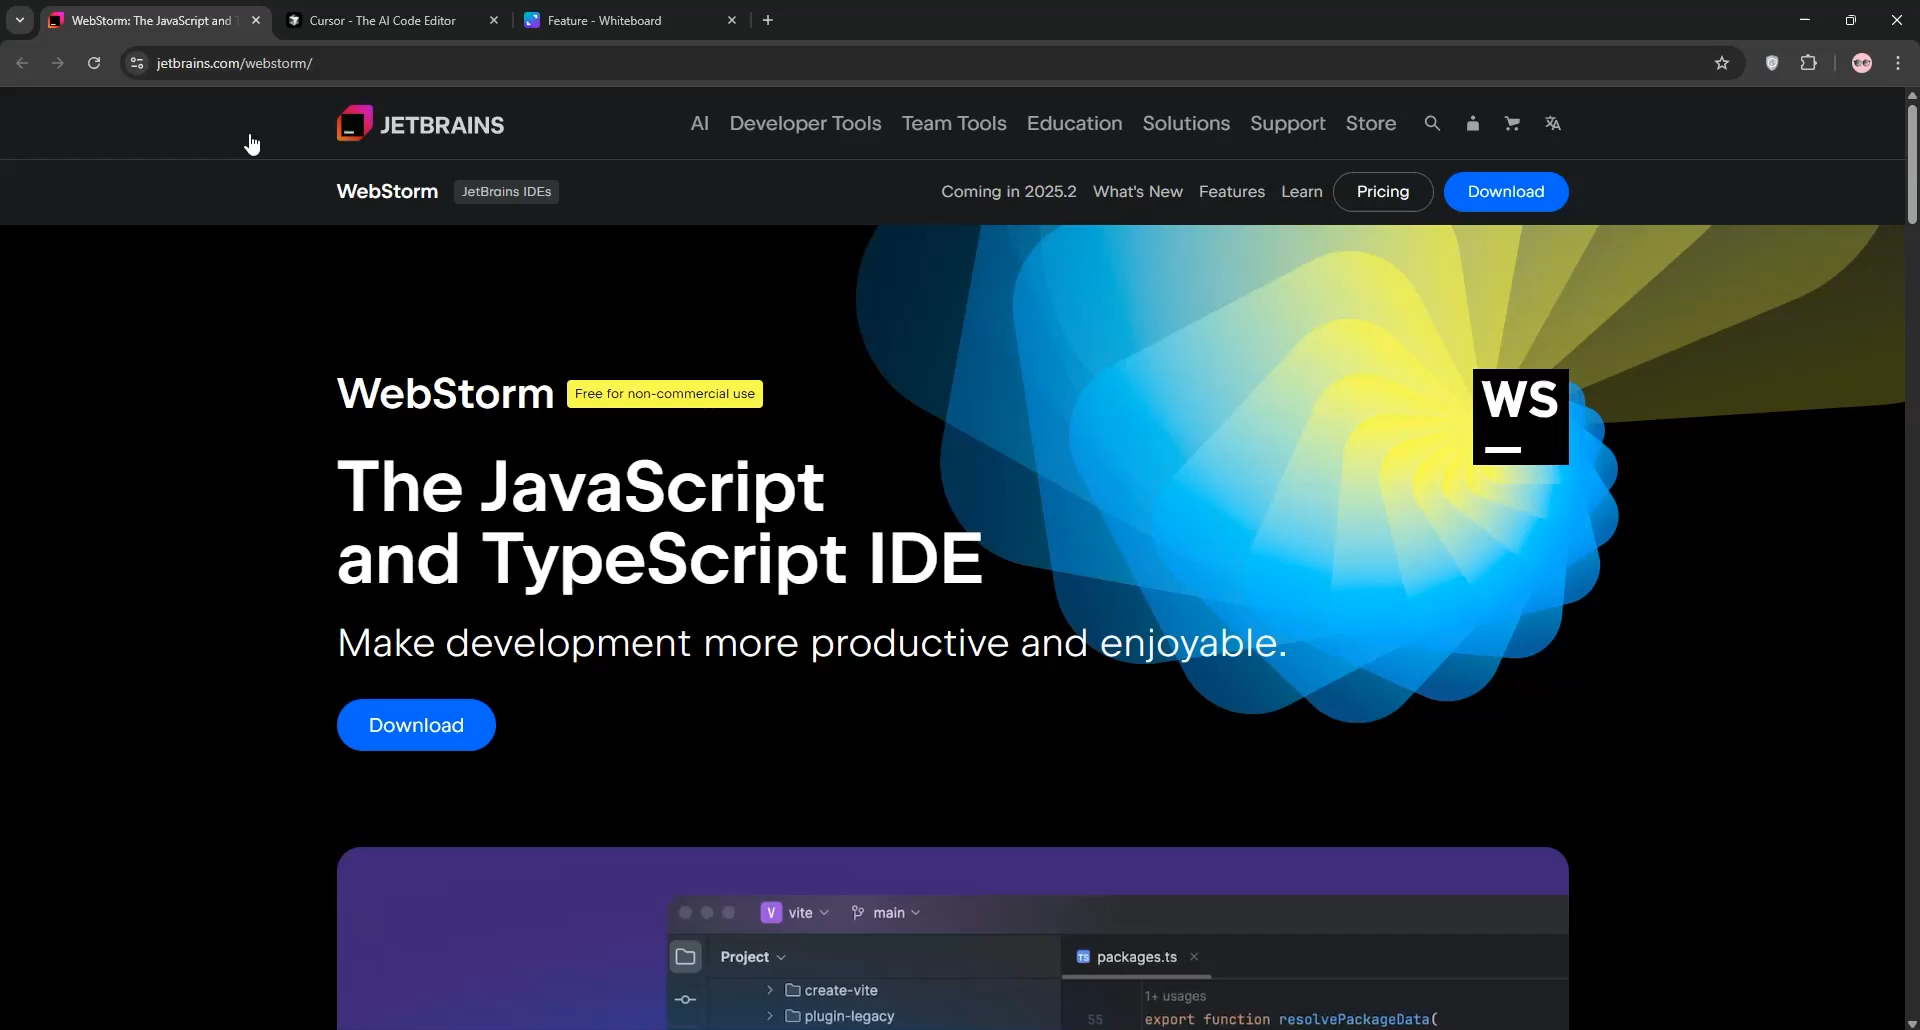 WebStorm: The JavaScript and
Cursor - The AI Code Editor
Feature - Whiteboard
jetbrains.com/webstorm/
JETBRAINS
AI Developer Tools Team Tools Education Solutions Support Store
WebStorm JetBrains IDEs
Coming in 2025.2 What's New Features Learn Pricing Download
WebStorm Free for non-commercial use
WS
The JavaScript
and TypeScript IDE
Make development more productive and enjoyable.
Download
V vite main
Project
TS packages.ts
create-vite
1+ usages
plugin-legacy
55 export function resolvePackageData(